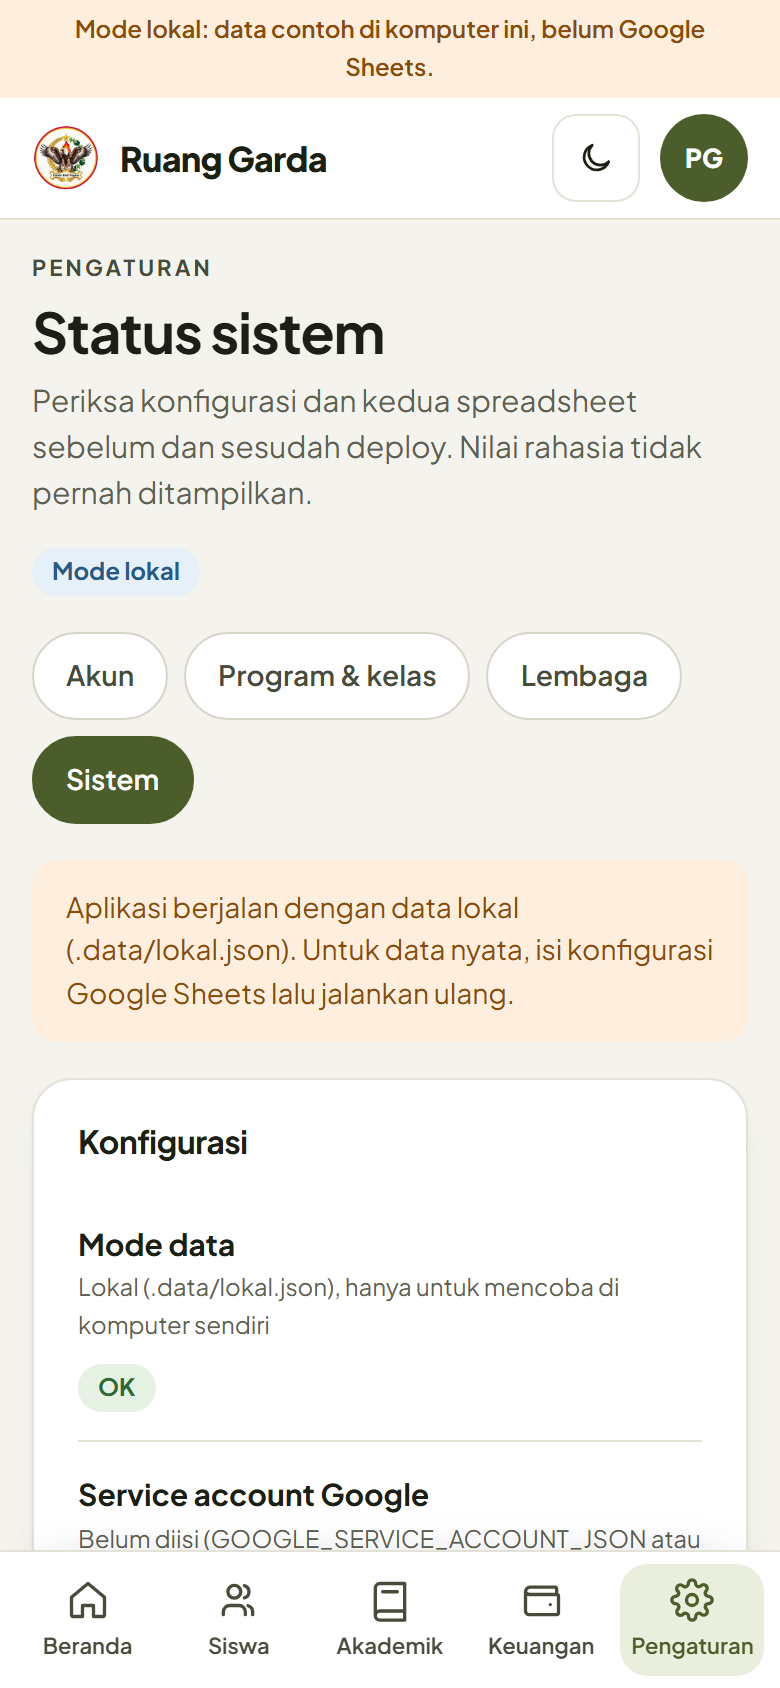 Mode lokal: data contoh di komputer ini, belum Google
Sheets.
Ruang Garda
PG
PENGATURAN
Status sistem
Periksa konfigurasi dan kedua spreadsheet
sebelum dan sesudah deploy. Nilai rahasia tidak
pernah ditampilkan.
Mode lokal
Akun
Program & kelas
Lembaga
Sistem
Aplikasi berjalan dengan data lokal
(.data/lokal.json). Untuk data nyata, isi konfigurasi
Google Sheets lalu jalankan ulang.
Konfigurasi
Mode data
Lokal (.data/lokal.json), hanya untuk mencoba di
komputer sendiri
OK
Service account Google
Belum diisi (GOOGLE_SERVICE_ACCOUNT_JSON atau
Beranda
Siswa
Akademik
Keuangan
Pengaturan